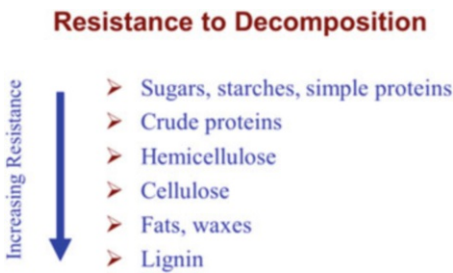 Resistance to Decomposition
Increasing Resistance
Sugars, starches, simple proteins
Crude proteins
Hemicellulose
Cellulose
Fats, waxes
Lignin